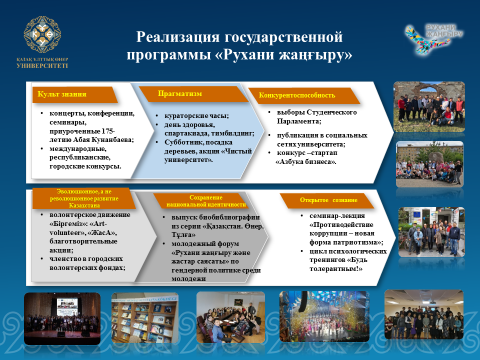 Реализация государственной
программы «Рухани жаңғыру»
ҚАЗАҚ ҰЛТТЫҚ ӨНЕР
УНИВЕРСИТЕТІ
РУХАНИ
ЖАҢҒЫРУ
Культ знания
• концерты, конференции,
семинары,
приуроченные 175-
летию Абая Кунанбаева;
• международные,
республиканские,
городские конкурсы.
Прагматизм
• кураторские часы;
• день здоровья,
спартакиада, тимбилдинг;
• Субботник, посадка
деревьев, акция «Чистый
университет».
Конкурентоспособность
• выборы Студенческого
Парламента;
• публикация в социальных
сетях университета;
• конкурс –стартап
«Азбука бизнеса».
Эволюционное, а не
революционное развитие
Казахстана
• волонтерское движение
«Біргеміз»: «Art-
volunteer», «ЖасА»,
благотворительные
акции;
• членство в городских
волонтерских фондах;
Сохранение
национальной идентичности
• выпуск биобиблиографии
из серии «Қазақстан. Өнер.
Тұлға»
• молодежный форум
«Рухани жаңғыру және
жастар саясаты» по
гендерной политике среди
молодежи
Открытое сознание
• семинар-лекция
«Противодействие
коррупции – новая
форма патриотизма»;
• цикл психологических
тренингов «Будь
толерантным!»